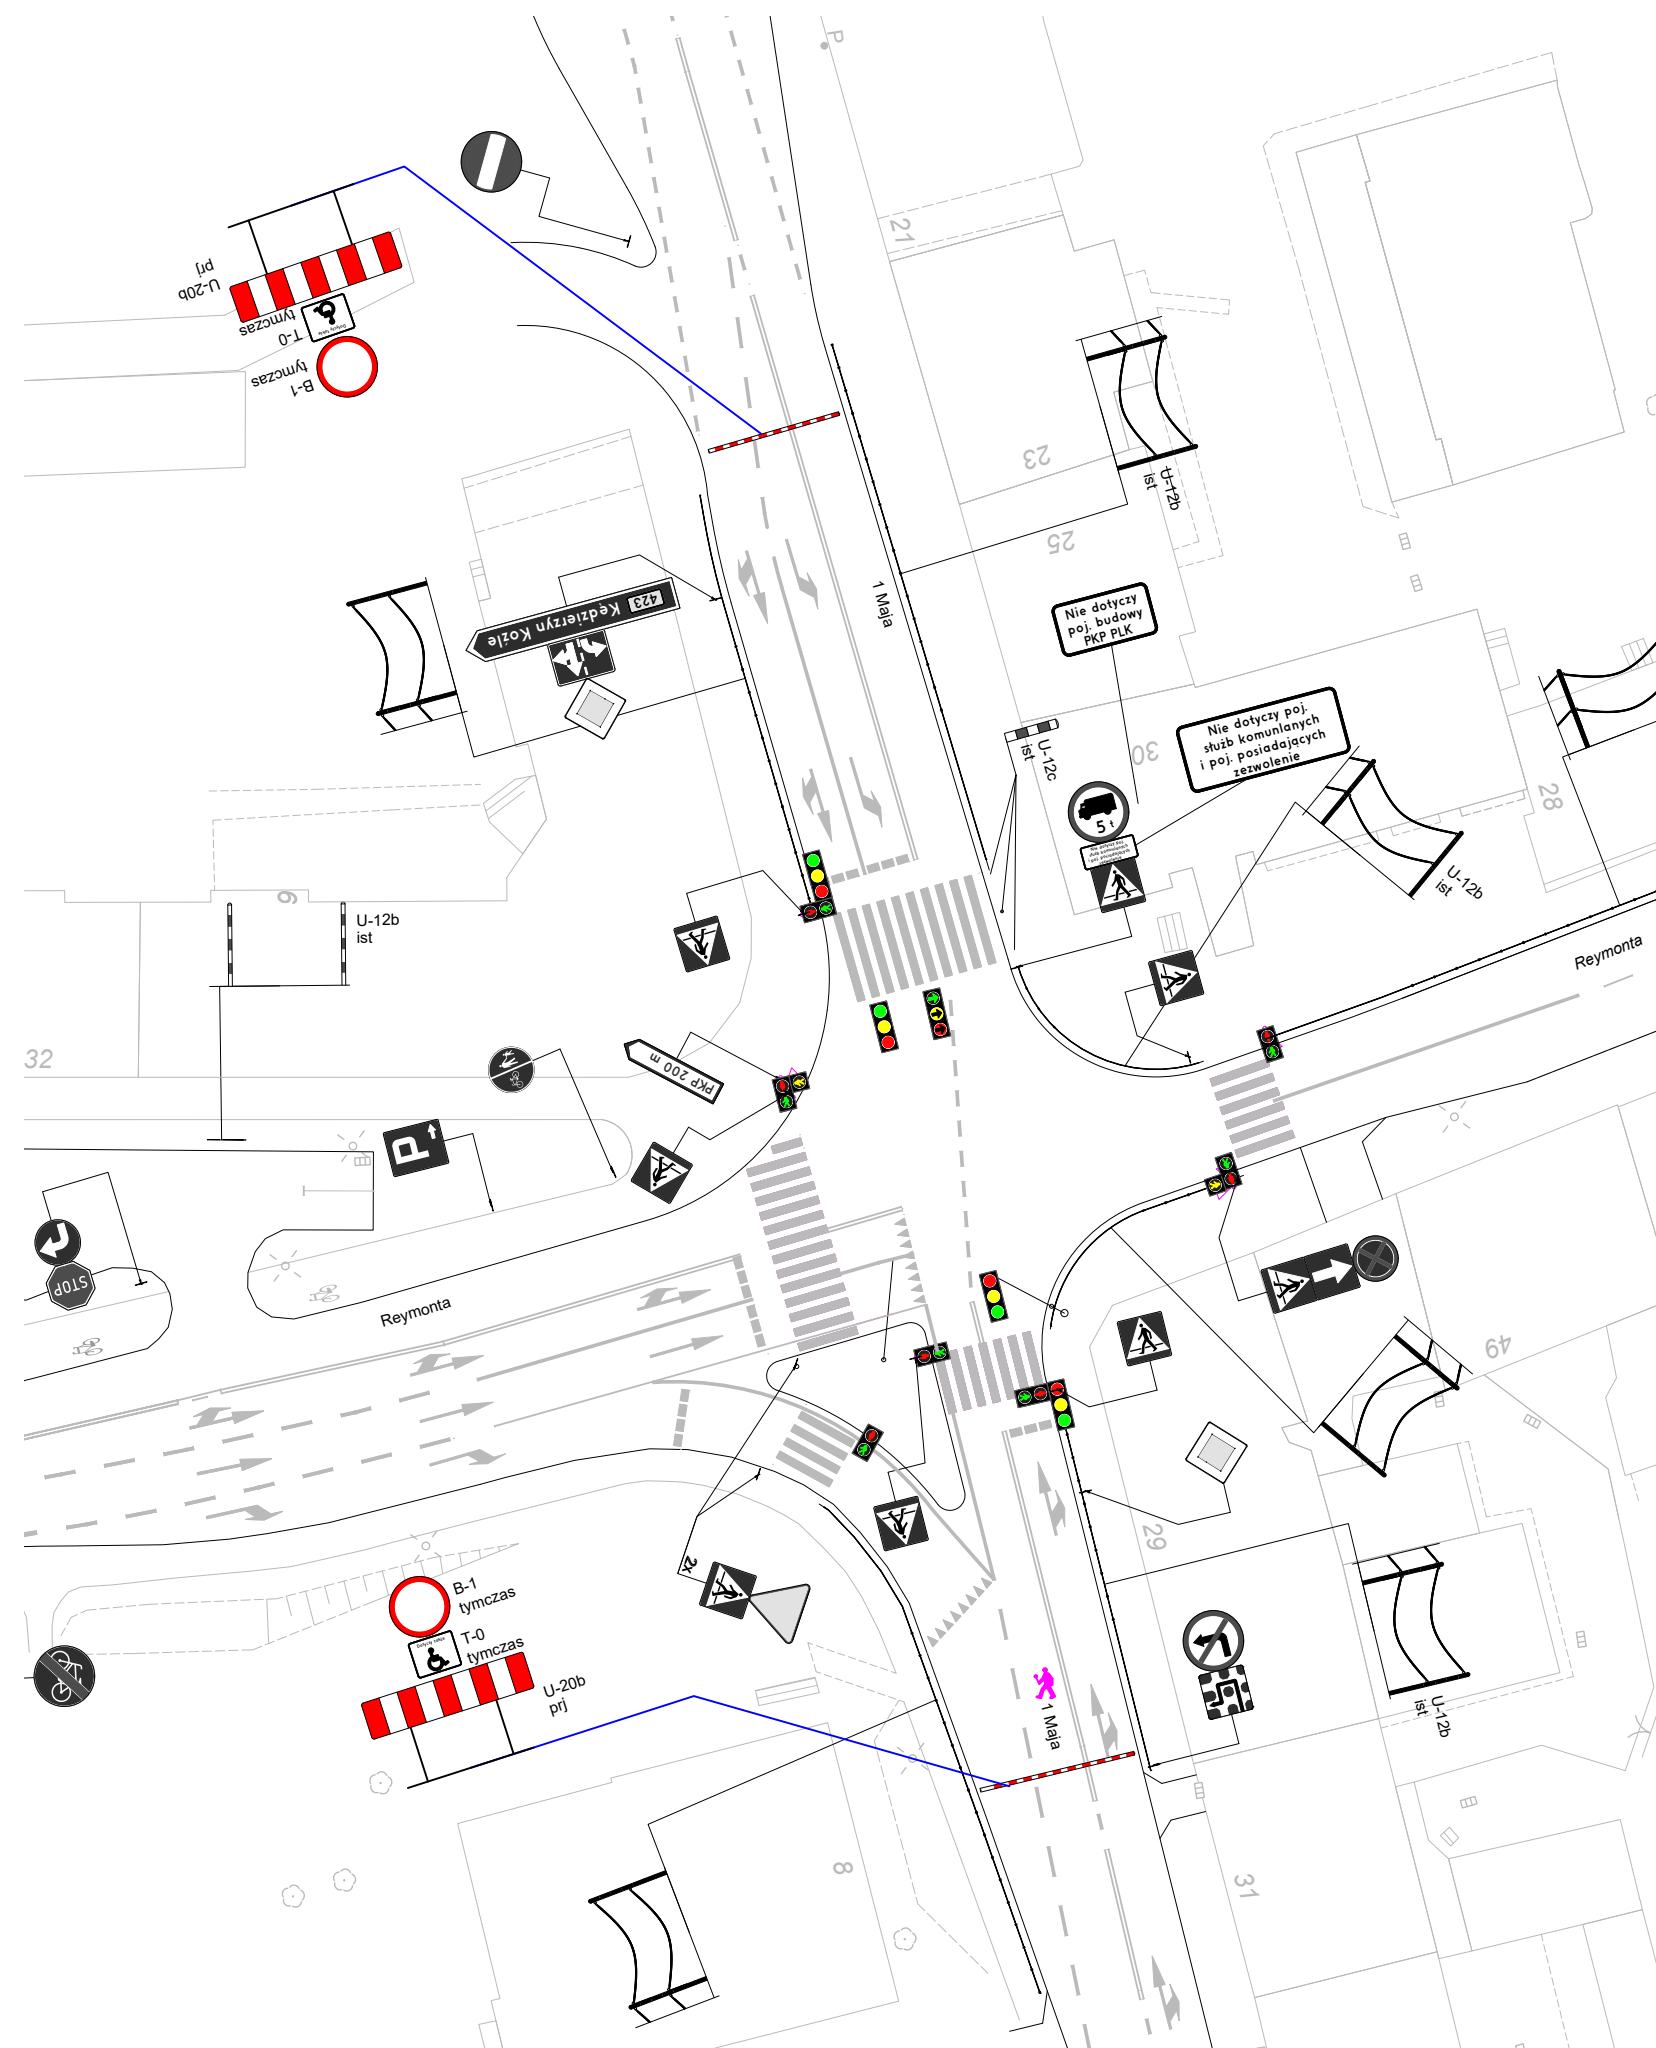 P
21
U-20b
prj
T-0
tymczas
B-1
tymczas
23
U-12b
ist
25
1 Maja
Nie dotyczy
poj. budowy
PKP PLK
423
Kędzierzyn Koźle
U-12c
ist
30
Nie dotyczy poj.
służb komunlanych
i poj. posiadających
zezwolenie
28
5 t
U-12b
ist
9
U-12b
ist
Reymonta
32
PKP 200 m
P
STOP
Reymonta
49
29
2x
B-1
tymczas
T-0
tymczas
U-20b
prj
1 Maja
U-12b
ist
8
31